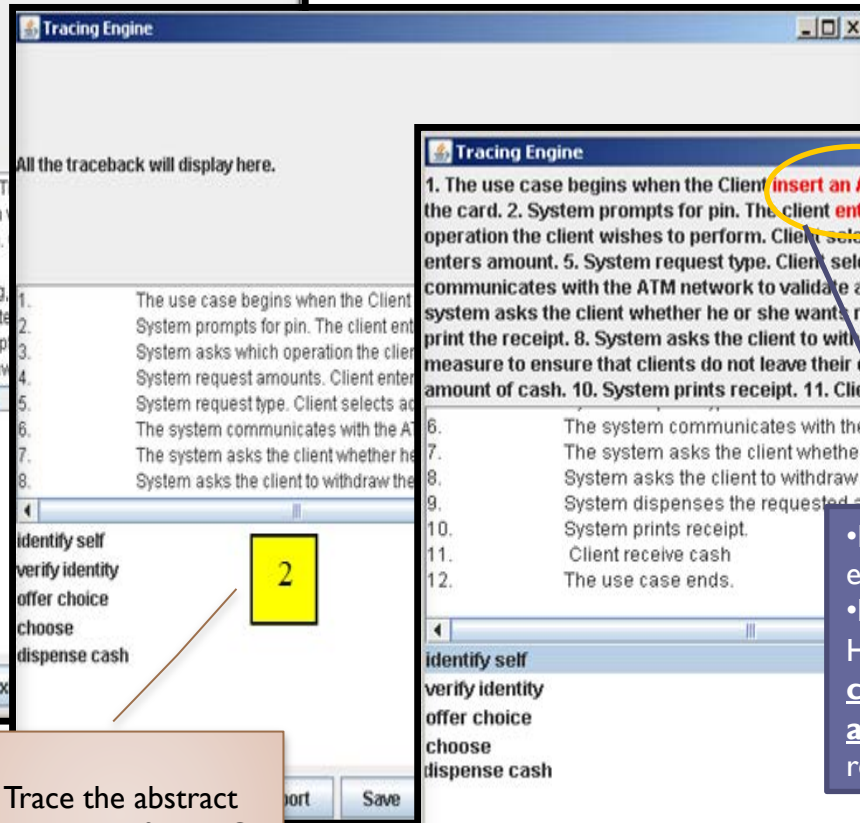 Tracing Engine
All the traceback will display here.
1. The use case begins when the Client
2. System prompts for pin. The client ent
3. System asks which operation the clier
4. System request amounts. Client enter
5. System request type. Client selects ac
6. The system communicates with the AT
7. The system asks the client whether he
8. System asks the client to withdraw the
identify self
verify identity
offer choice
choose
dispense cash
2
Trace the abstract
ort
Save
Tracing Engine
1. The use case begins when the Client insert an A
the card. 2. System prompts for pin. The client ent
operation the client wishes to perform. Client sele
enters amount. 5. System request type. Client sele
communicates with the ATM network to validate a
system asks the client whether he or she wants r
print the receipt. 8. System asks the client to with
measure to ensure that clients do not leave their
amount of cash. 10. System prints receipt. 11. Clie
6. The system communicates with the
7. The system asks the client whethe
8. System asks the client to withdraw
9. System dispenses the requested a
10. System prints receipt.
11. Client receive cash
12. The use case ends.
identify self
verify identity
offer choice
choose
dispense cash